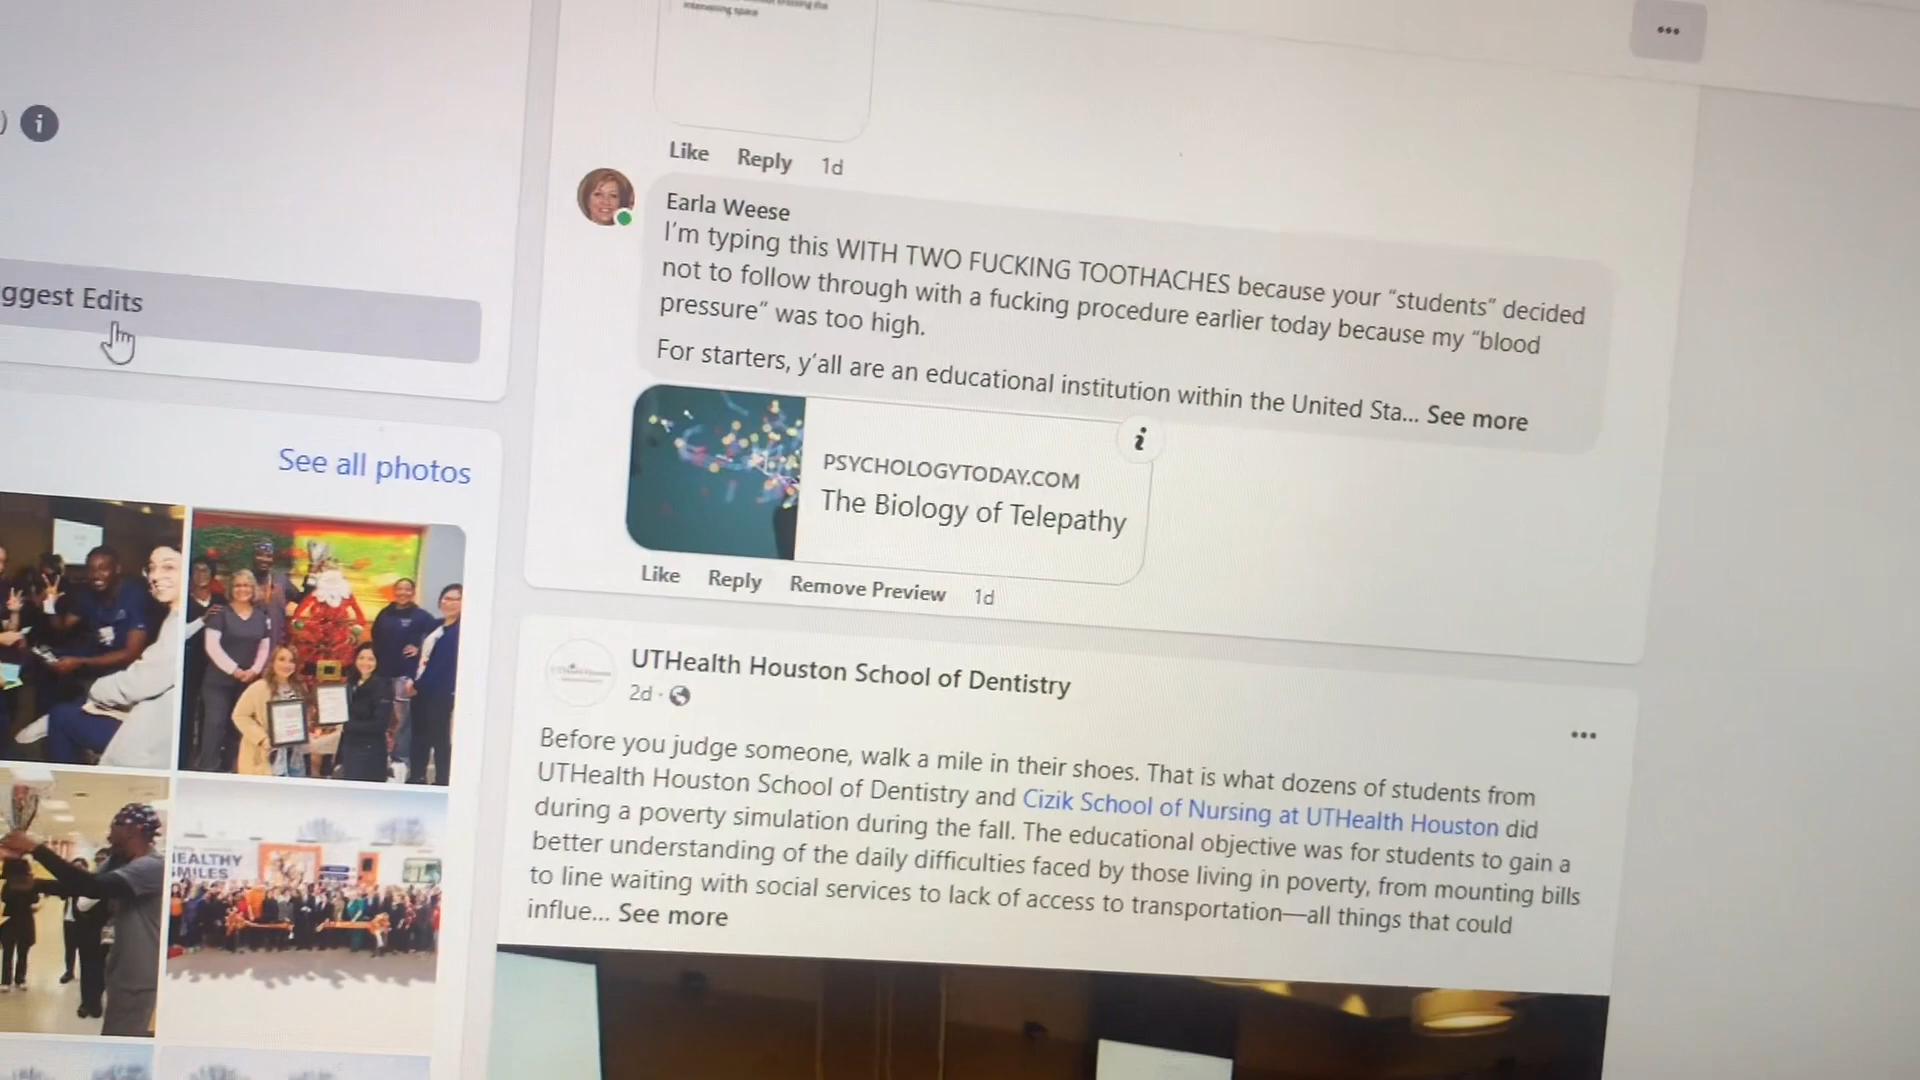 intervening space
Like Reply 1d
Earla Weese
I'm typing this WITH TWO FUCKING TOOTHACHES because your "students" decided
not to follow through with a fucking procedure earlier today because my "blood
pressure" was too high.
For starters, y'all are an educational institution within the United Sta... See more
PSYCHOLOGYTODAY.COM
The Biology of Telepathy
Like Reply Remove Preview 1d
ggest Edits
See all photos
HEALTHY
SMILES
UTHealth Houston School of Dentistry
2d
Before you judge someone, walk a mile in their shoes. That is what dozens of students from
UTHealth Houston School of Dentistry and Cizik School of Nursing at UTHealth Houston did
during a poverty simulation during the fall. The educational objective was for students to gain a
better understanding of the daily difficulties faced by those living in poverty, from mounting bills
to line waiting with social services to lack of access to transportation—all things that could
influe... See more